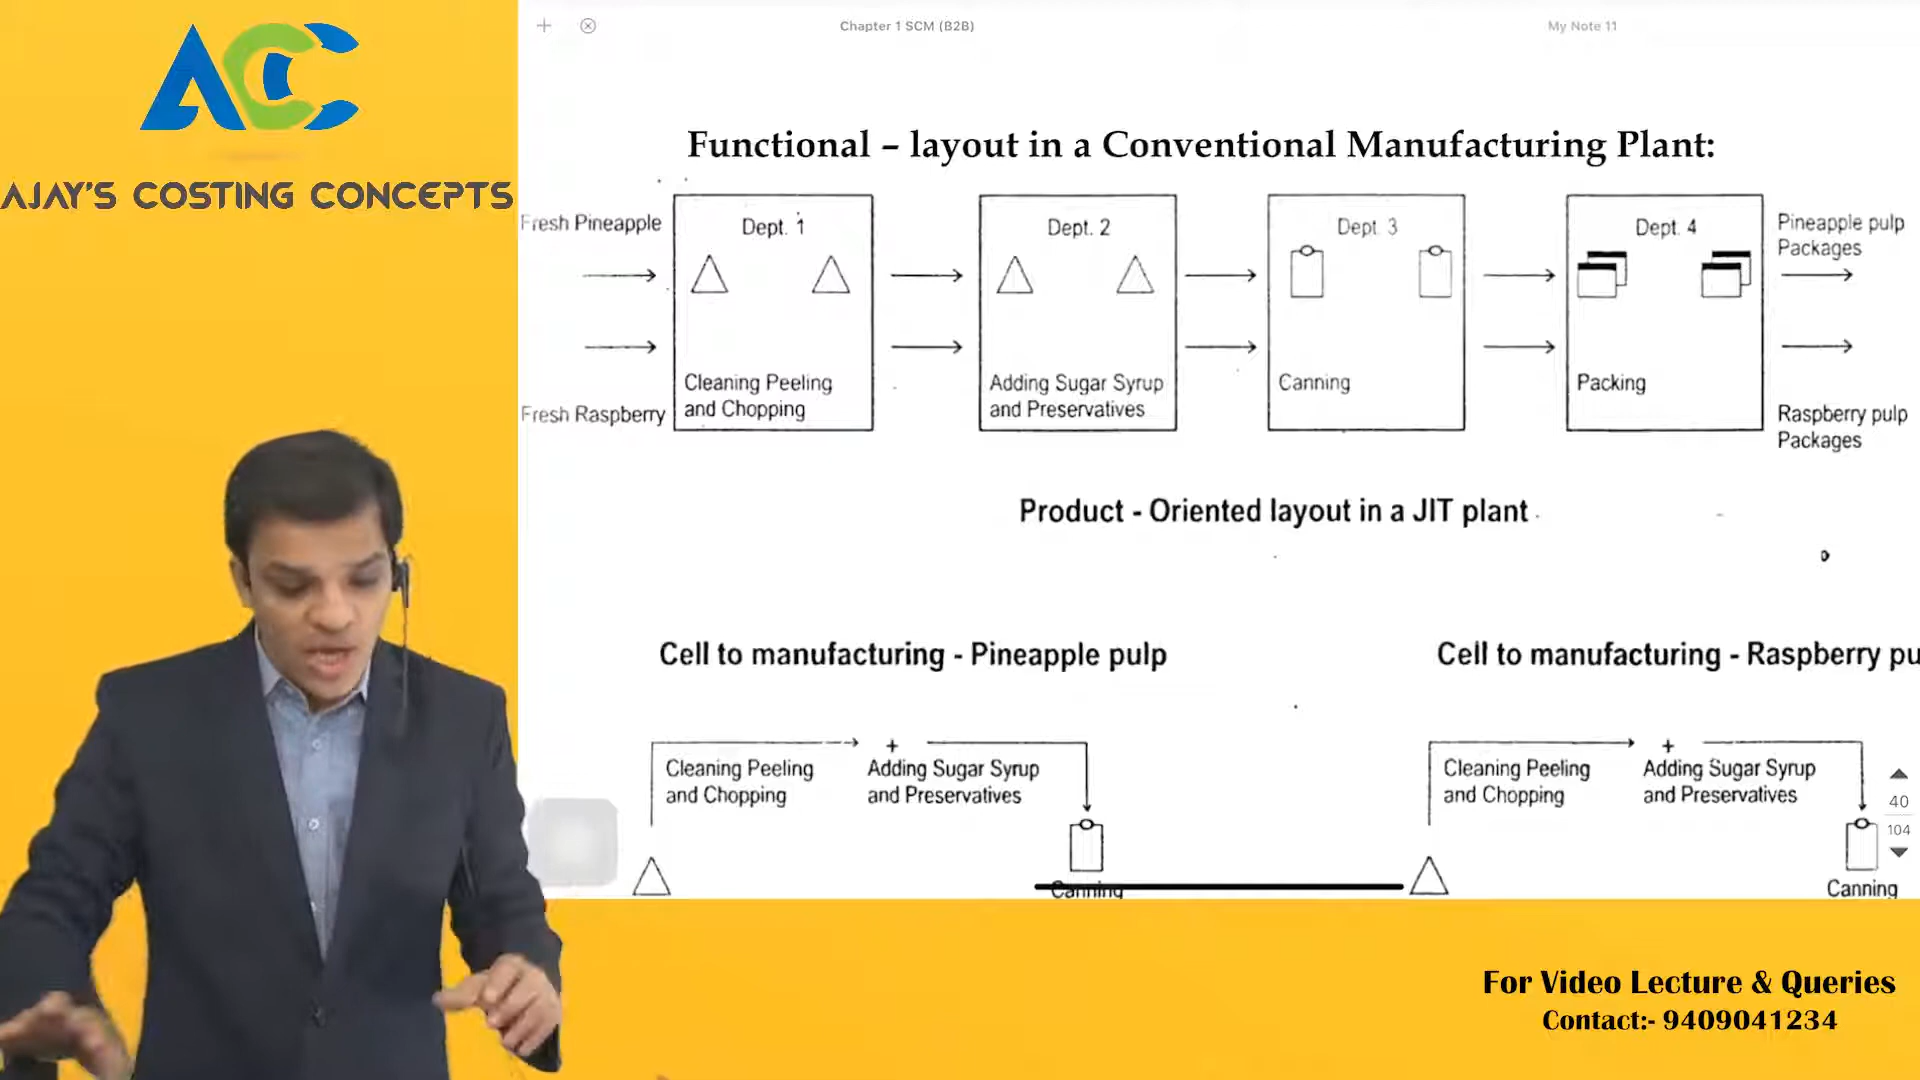 ACC
AJAY'S COSTING CONCEPTS
Chapter 1 SCM (B2B)
My Note 11
Functional – layout in a Conventional Manufacturing Plant:
Fresh Pineapple
Fresh Raspberry
Dept. 1
Cleaning Peeling
and Chopping
Dept. 2
Adding Sugar Syrup
and Preservatives
Dept. 3
Canning
Dept. 4
Packing
Pineapple pulp
Packages
Raspberry pulp
Packages
Product - Oriented layout in a JIT plant
Cell to manufacturing - Pineapple pulp
Cell to manufacturing - Raspberry pu
Cleaning Peeling
and Chopping
+
Adding Sugar Syrup
and Preservatives
Canning
Cleaning Peeling
and Chopping
+
Adding Sugar Syrup
and Preservatives
Canning
40
104
For Video Lecture & Queries
Contact:- 9409041234